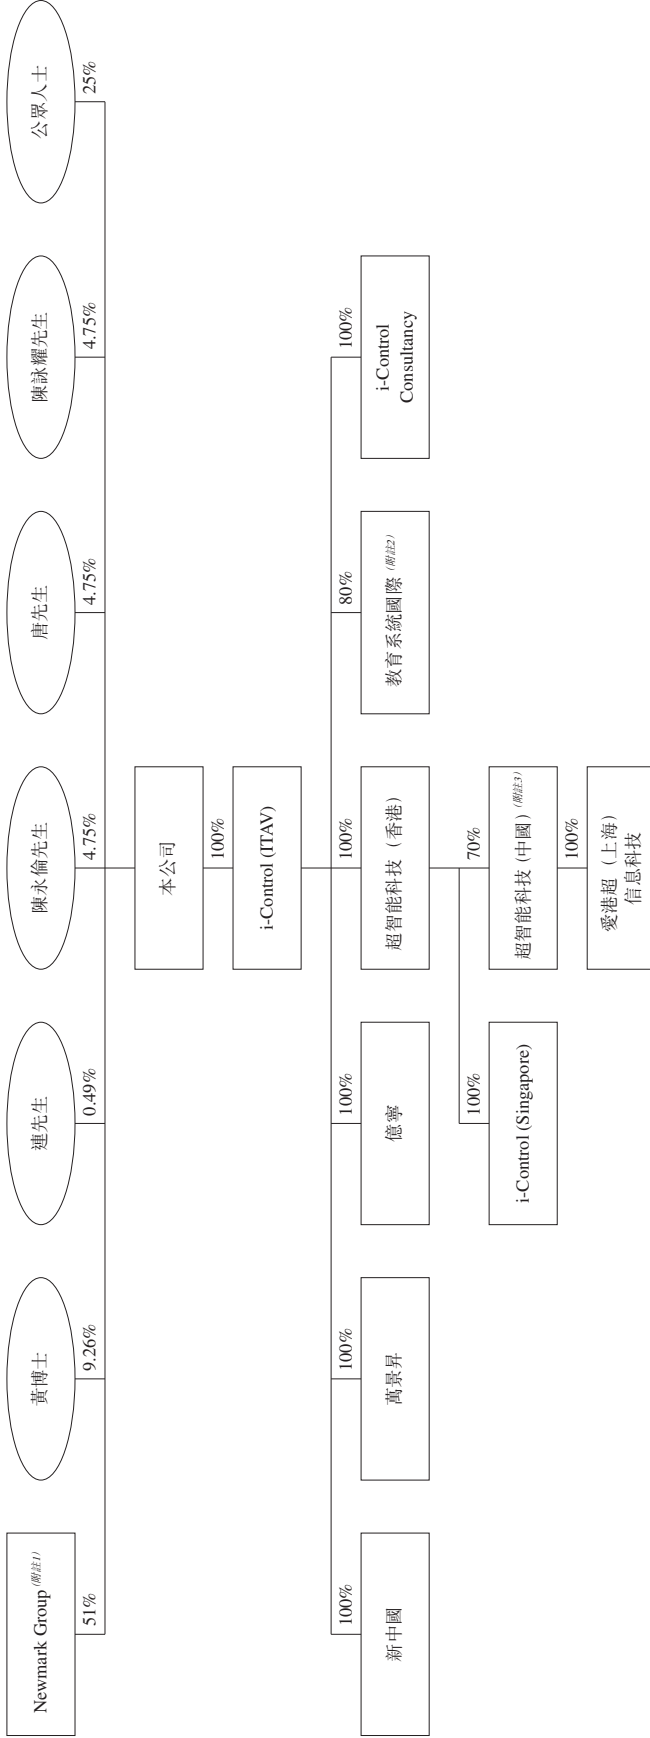 Newmark Group (附註1)
黃博士
連先生
陳永倫先生
唐先生
陳詠耀先生
公眾人士
51%
9.26%
0.49%
4.75%
4.75%
4.75%
25%
本公司
100%
i-Control (ITAV)
100%
100%
100%
100%
80%
100%
新中國
萬景昇
億寧
超智能科技（香港）
教育系統國際 (附註2)
i-Control
Consultancy
100%
70%
i-Control (Singapore)
超智能科技(中國) (附註3)
100%
愛港超（上海）
信息科技